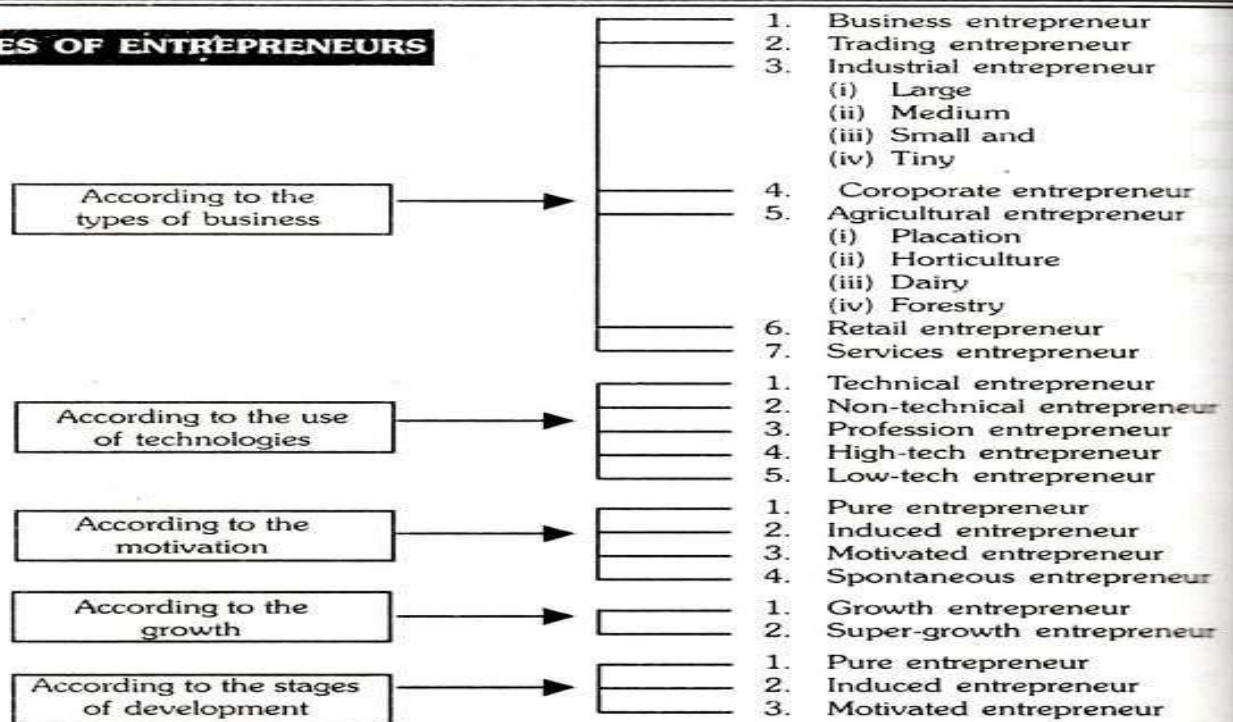 ES OF ENTREPRENEURS
According to the
types of business
1. Business entrepreneur
2. Trading entrepreneur
3. Industrial entrepreneur
(i) Large
(ii) Medium
(iii) Small and
(iv) Tiny
4. Coroporate entrepreneur
5. Agricultural entrepreneur
(i) Placation
(ii) Horticulture
(iii) Dairy
(iv) Forestry
6. Retail entrepreneur
7. Services entrepreneur
According to the use
of technologies
1. Technical entrepreneur
2. Non-technical entrepreneur
3. Profession entrepreneur
4. High-tech entrepreneur
5. Low-tech entrepreneur
According to the
motivation
1. Pure entrepreneur
2. Induced entrepreneur
3. Motivated entrepreneur
4. Spontaneous entrepreneur
According to the
growth
1. Growth entrepreneur
2. Super-growth entrepreneur
According to the stages
of development
1. Pure entrepreneur
2. Induced entrepreneur
3. Motivated entrepreneur